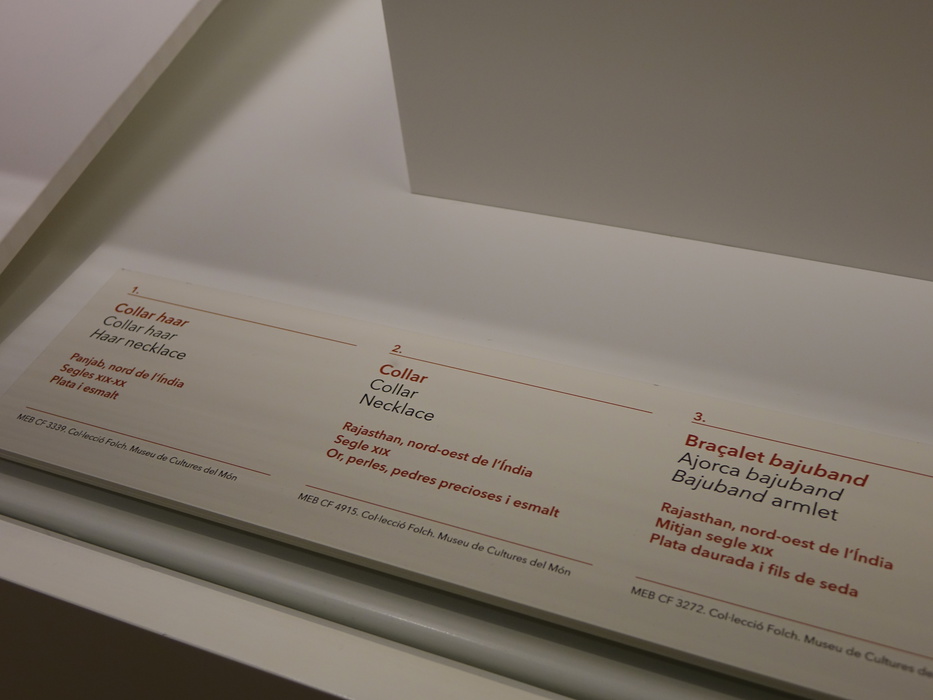 1.
Collar haar
Collar haar
Haar necklace
Panjab, nord de l'Índia
Segles XIX-XX
Plata i esmalt
MEB CF 3339. Col·lecció Folch. Museu de Cultures del Món
2.
Collar
Collar
Necklace
Rajasthan, nord-oest de l'Índia
Segle XIX
Or, perles, pedres precioses i esmalt
MEB CF 4915. Col·lecció Folch. Museu de Cultures del Món
3.
Braçalet bajuband
Ajorca bajuband
Bajuband armlet
Rajasthan, nord-oest de l'Índia
Mitjan segle XIX
Plata daurada i fils de seda
MEB CF 3272. Col·lecció Folch. Museu de Cultures de